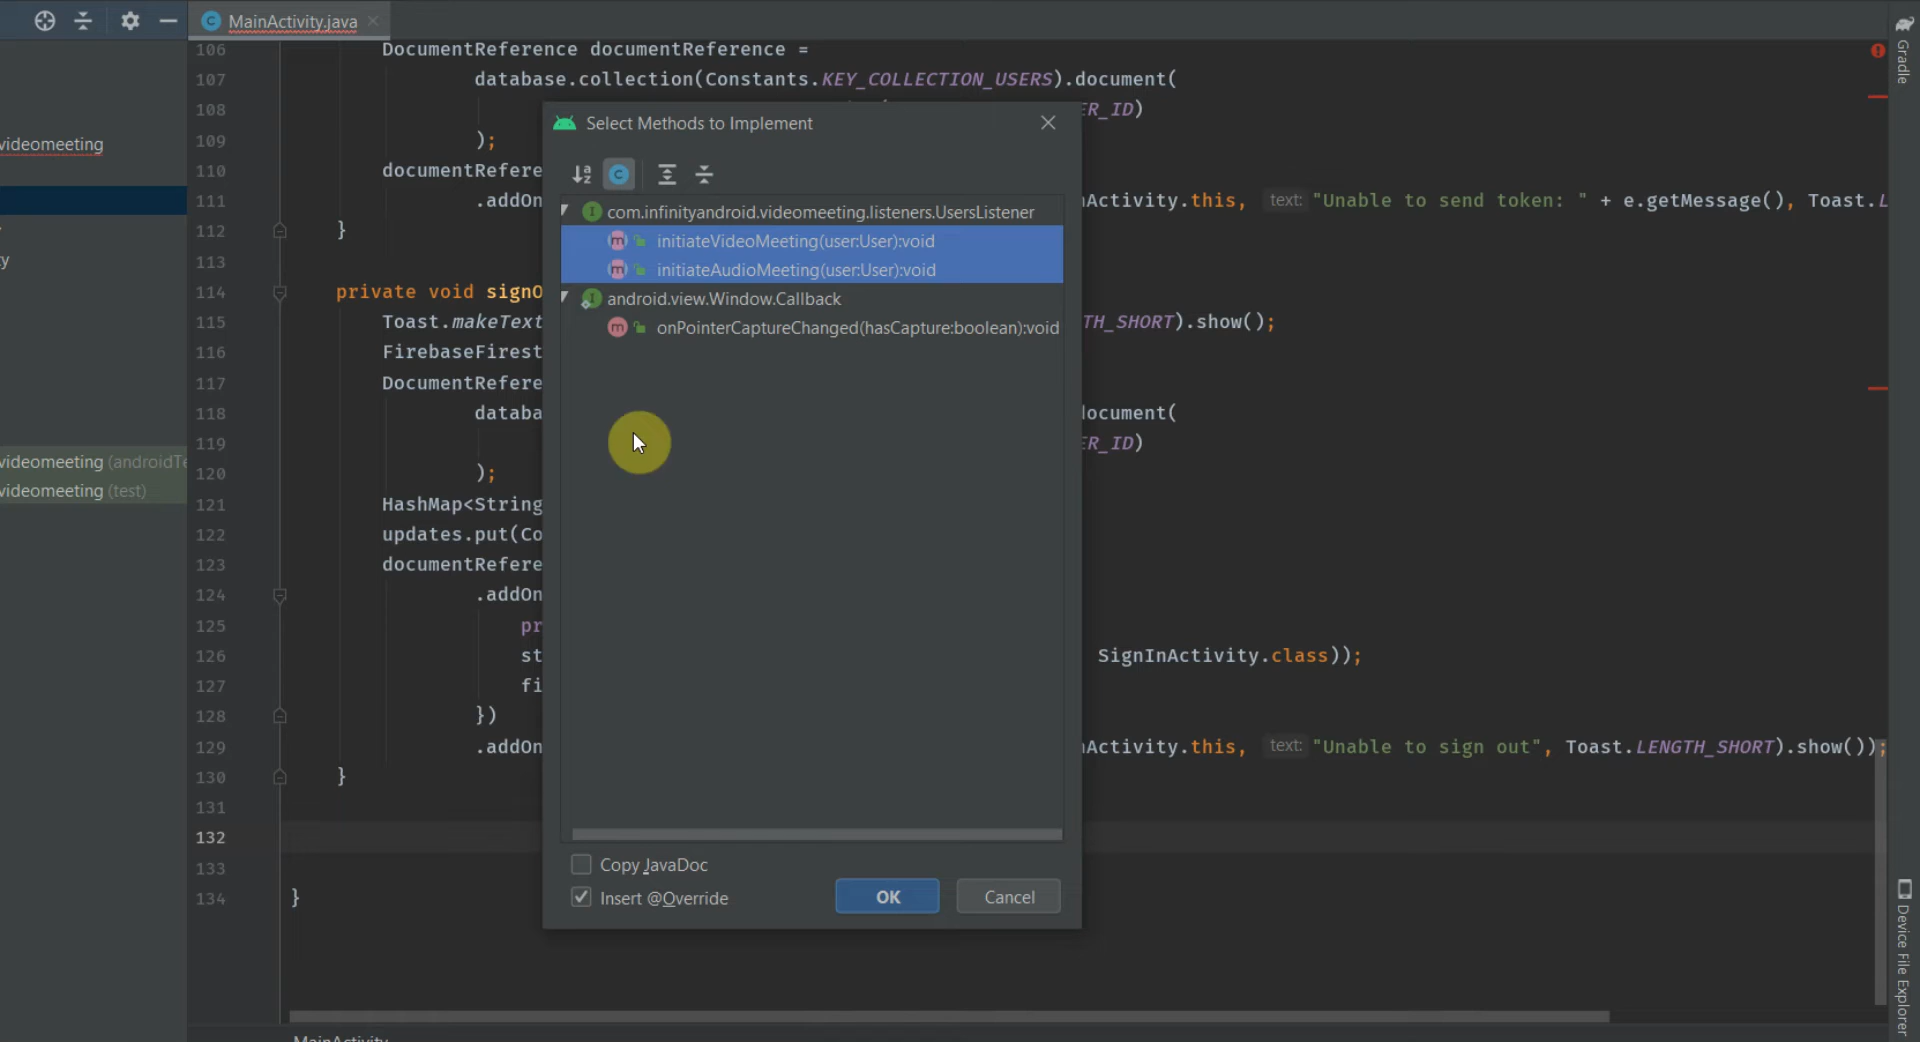 MainActivity.java
106 DocumentReference documentReference =
107 database.collection(Constants.KEY_COLLECTION_USERS).document(
108 ER_ID)
109 );
110 documentRefere
111 .addOn Activity.this, text: "Unable to send token: " + e.getMessage(), Toast.L
112 }
113
114 private void signO
115 Toast.makeText TH_SHORT).show();
116 FirebaseFirest
117 DocumentRefere
118 databa document(
119 ER_ID)
120 );
121 HashMap<String
122 updates.put(Co
123 documentRefere
124 .addOn
125 pr
126 st SignInActivity.class));
127 fi
128 })
129 .addOn Activity.this, text: "Unable to sign out", Toast.LENGTH_SHORT).show());
130 }
131
132
133
134 }
videomeeting
ty
videomeeting (androidTe
videomeeting (test)
Select Methods to Implement
com.infinityandroid.videomeeting.listeners.UsersListener
initiateVideoMeeting(user:User):void
initiateAudioMeeting(user:User):void
android.view.Window.Callback
onPointerCaptureChanged(hasCapture:boolean):void
Copy JavaDoc
Insert @Override
OK
Cancel
Gradle
Device File Explorer
MainActivity